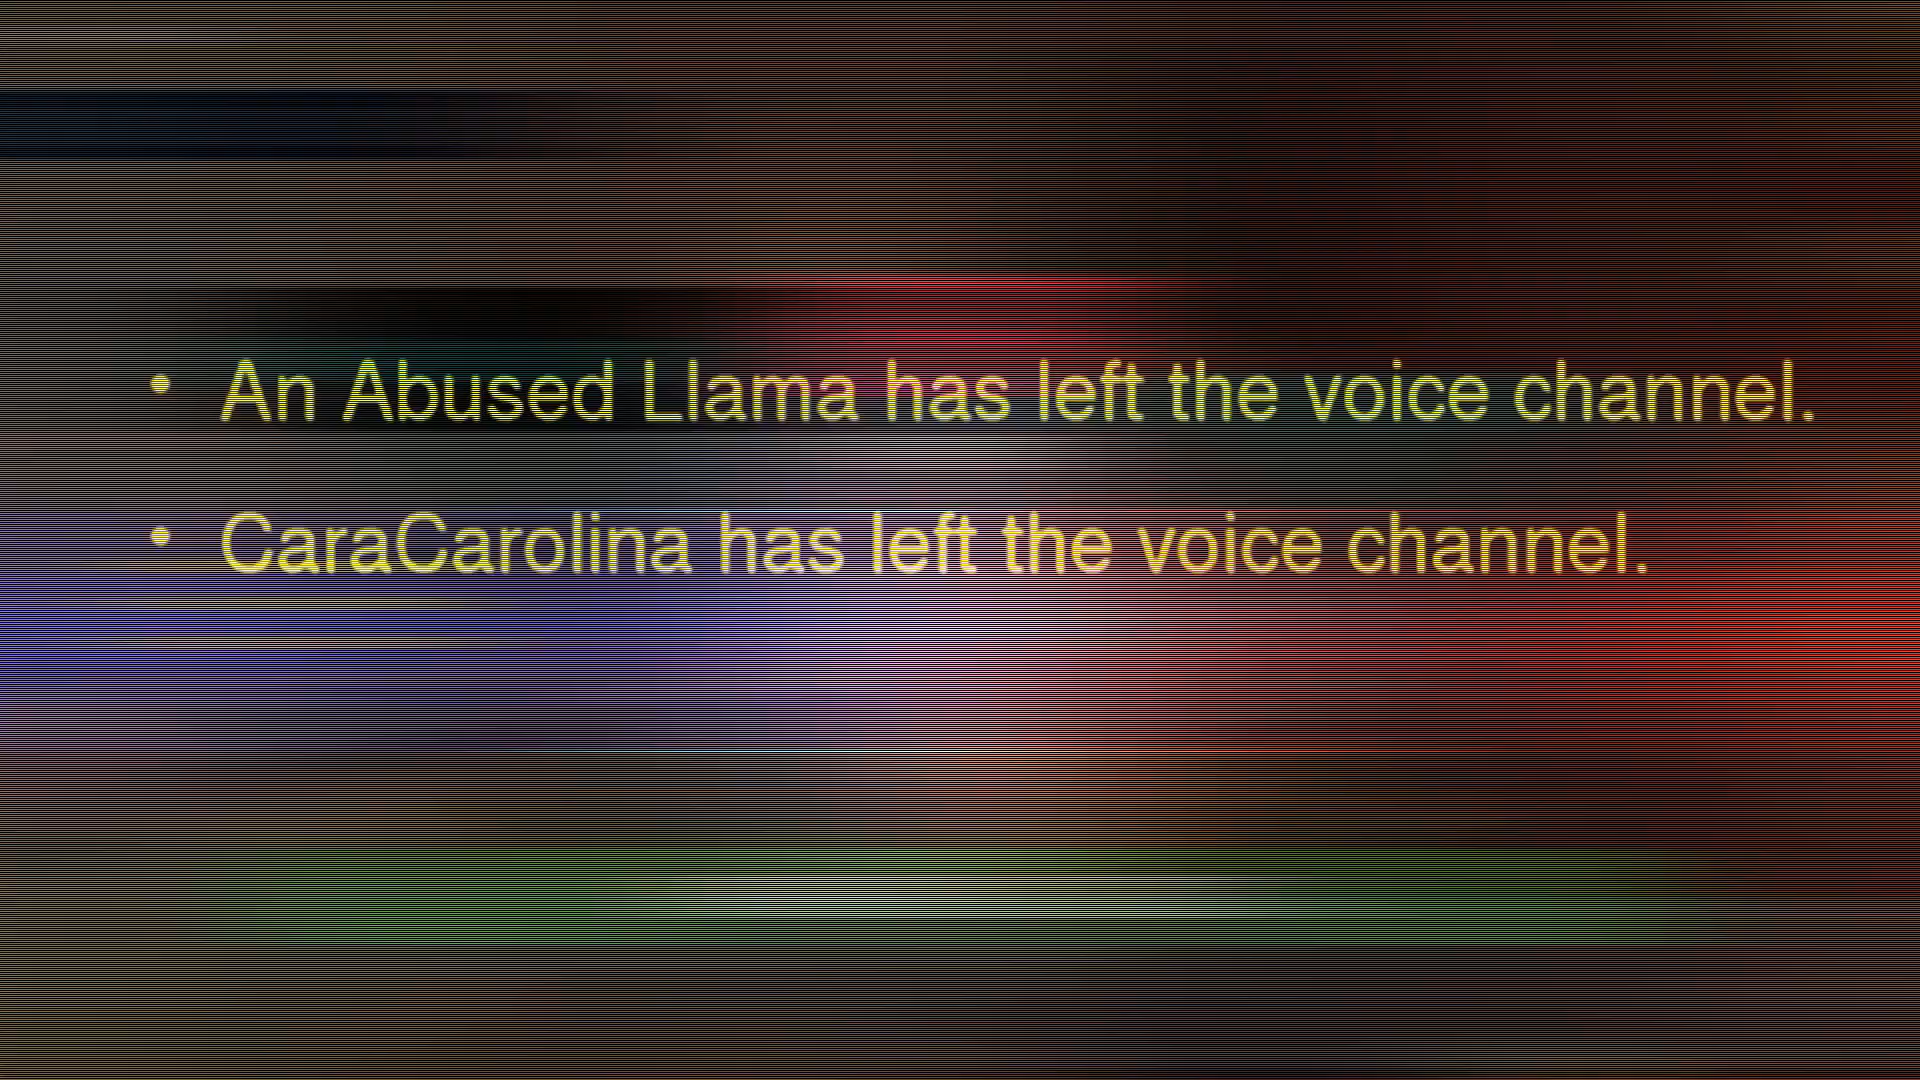 • An Abused Llama has left the voice channel.
• CaraCarolina has left the voice channel.